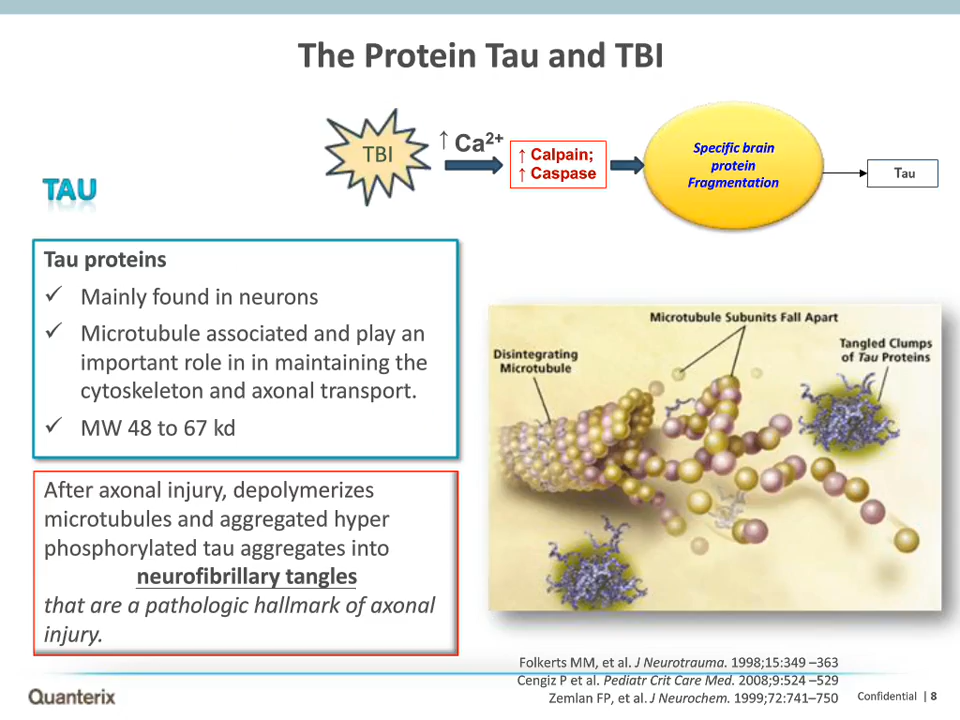 The Protein Tau and TBI
TBI
↑ Ca2+
↑ Calpain;
↑ Caspase
Specific brain
protein
Fragmentation
Tau
TAU
Tau proteins
✓ Mainly found in neurons
✓ Microtubule associated and play an
important role in in maintaining the
cytoskeleton and axonal transport.
✓ MW 48 to 67 kd
After axonal injury, depolymerizes
microtubules and aggregated hyper
phosphorylated tau aggregates into
neurofibrillary tangles
that are a pathologic hallmark of axonal
injury.
Microtubule Subunits Fall Apart
Disintegrating
Microtubule
Tangled Clumps
of Tau Proteins
Folkerts MM, et al. J Neurotrauma. 1998;15:349 –363
Cengiz P et al. Pediatr Crit Care Med. 2008;9:524 –529
Zemlan FP, et al. J Neurochem. 1999;72:741–750
Quanterix
Confidential | 8